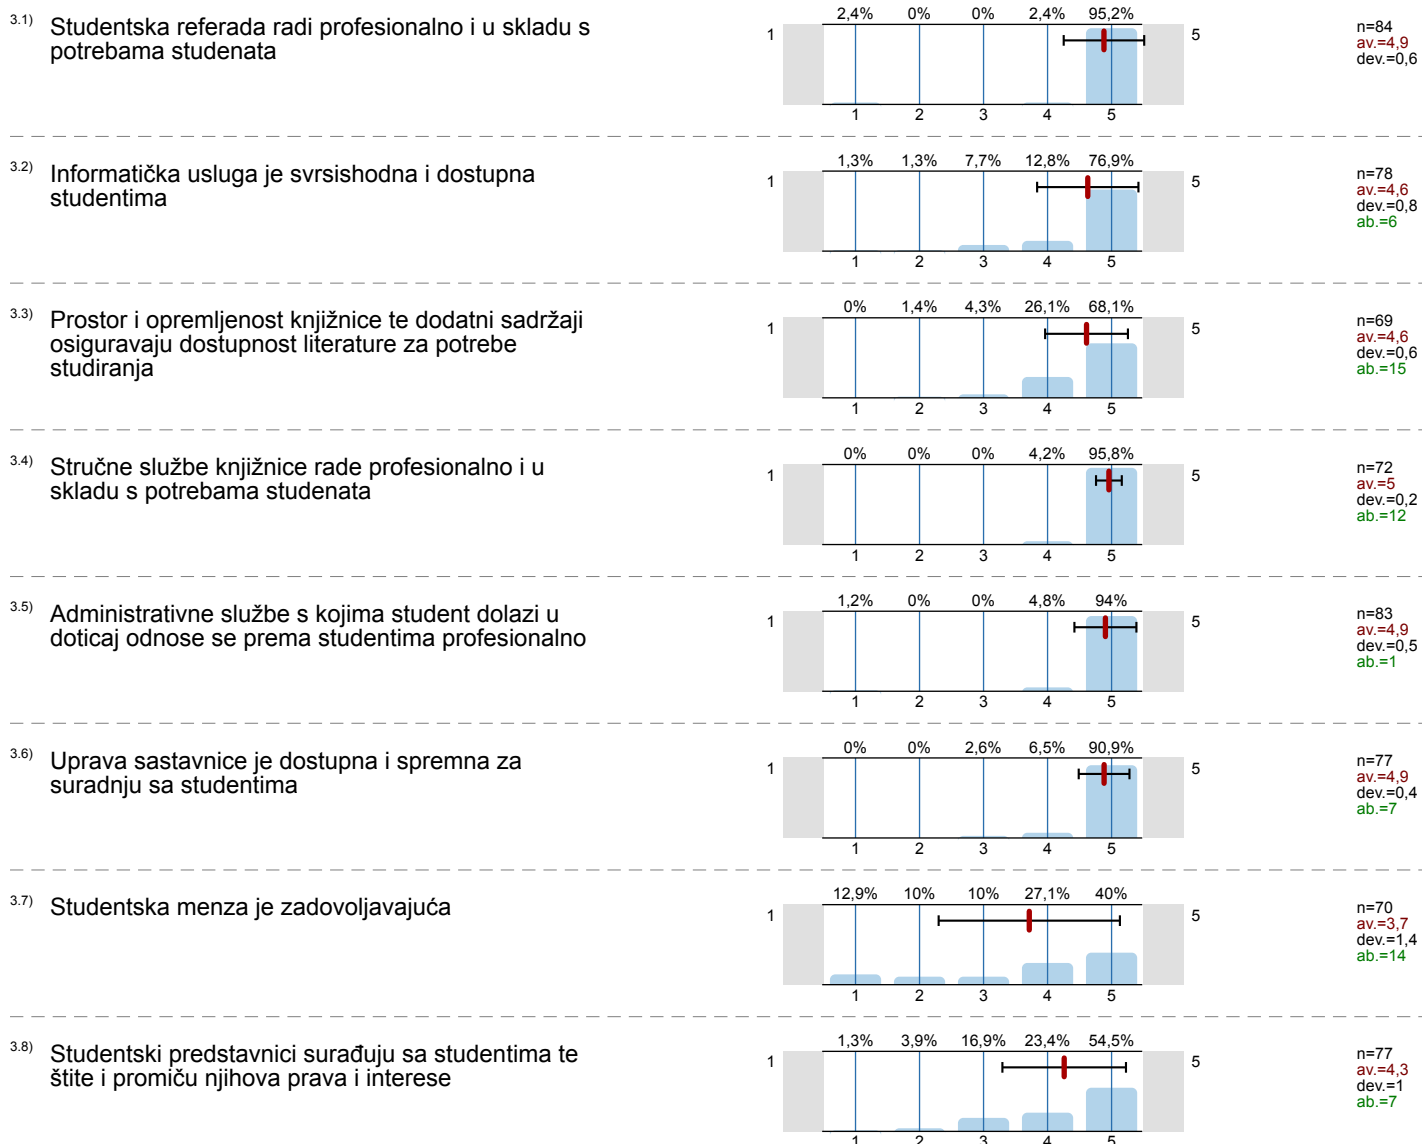 3.1) Studentska referada radi profesionalno i u skladu s
potrebama studenata
2,4% 0% 0% 2,4% 95,2%
1 5
1 2 3 4 5
n=84
av.=4,9
dev.=0,6
3.2) Informatička usluga je svrsishodna i dostupna
studentima
1,3% 1,3% 7,7% 12,8% 76,9%
1 5
1 2 3 4 5
n=78
av.=4,6
dev.=0,8
ab.=6
3.3) Prostor i opremljenost knjižnice te dodatni sadržaji
osiguravaju dostupnost literature za potrebe
studiranja
0% 1,4% 4,3% 26,1% 68,1%
1 5
1 2 3 4 5
n=69
av.=4,6
dev.=0,6
ab.=15
3.4) Stručne službe knjižnice rade profesionalno i u
skladu s potrebama studenata
0% 0% 0% 4,2% 95,8%
1 5
1 2 3 4 5
n=72
av.=5
dev.=0,2
ab.=12
3.5) Administrativne službe s kojima student dolazi u
doticaj odnose se prema studentima profesionalno
1,2% 0% 0% 4,8% 94%
1 5
1 2 3 4 5
n=83
av.=4,9
dev.=0,5
ab.=1
3.6) Uprava sastavnice je dostupna i spremna za
suradnju sa studentima
0% 0% 2,6% 6,5% 90,9%
1 5
1 2 3 4 5
n=77
av.=4,9
dev.=0,4
ab.=7
3.7) Studentska menza je zadovoljavajuća
12,9% 10% 10% 27,1% 40%
1 5
1 2 3 4 5
n=70
av.=3,7
dev.=1,4
ab.=14
3.8) Studentski predstavnici surađuju sa studentima te
štite i promiču njihova prava i interese
1,3% 3,9% 16,9% 23,4% 54,5%
1 5
1 2 3 4 5
n=77
av.=4,3
dev.=1
ab.=7